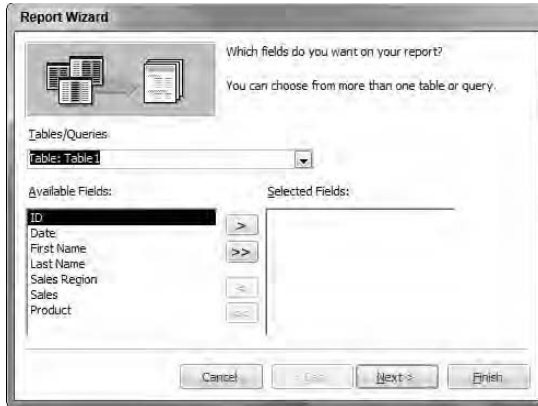 Report Wizard
Which fields do you want on your report?
You can choose from more than one table or query.
Tables/Queries
Table: Table1
Available Fields:
Selected Fields:
ID
Date
First Name
Last Name
Sales Region
Sales
Product
>
>>
<
<<
Cancel
< Back
Next >
Finish